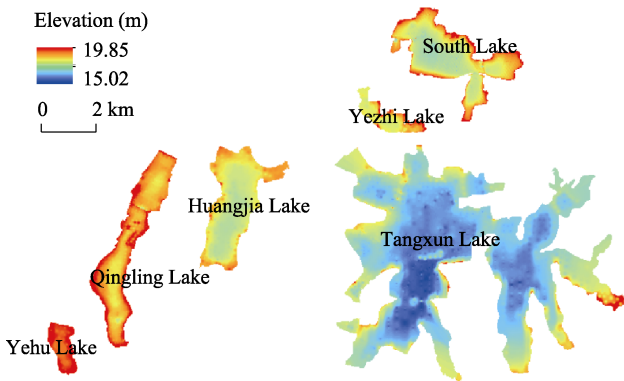 Elevation (m)
19.85
15.02
0 2 km
South Lake
Yezhi Lake
Huangjia Lake
Tangxun Lake
Qingling Lake
Yehu Lake